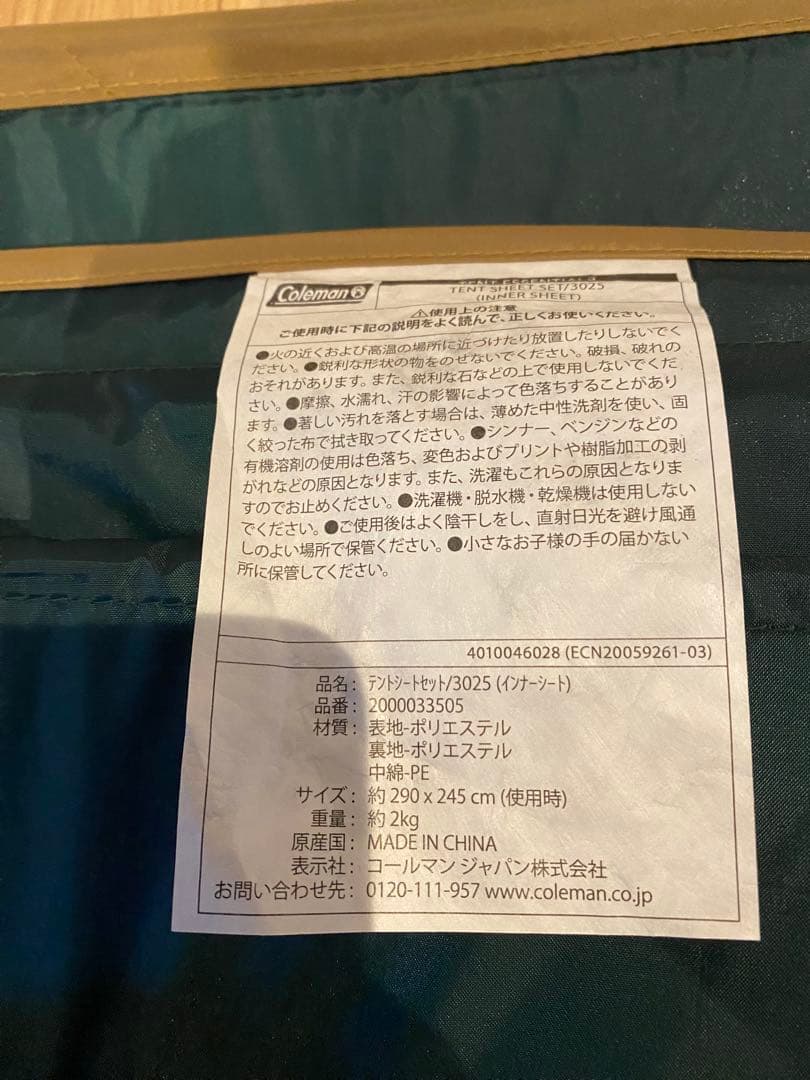 Coleman®
TENT ESSENTIALS
TENT SHEET SET/3025
(INNER SHEET)
⚠使用上の注意
ご使用時に下記の説明をよく読んで、正しくお使いください。
●火の近くおよび高温の場所に近づけたり放置したりしないでく
ださい。●鋭利な形状の物をのせないでください。破損、破れの
おそれがあります。また、鋭利な石などの上で使用しないでくだ
さい。●摩擦、水濡れ、汗の影響によって色落ちすることがあり
ます。●著しい汚れを落とす場合は、薄めた中性洗剤を使い、固
く絞った布で拭き取ってください。●シンナー、ベンジンなどの
有機溶剤の使用は色落ち、変色およびプリントや樹脂加工の剥
がれなどの原因となります。また、洗濯もこれらの原因となりま
すのでお止めください。●洗濯機・脱水機・乾燥機は使用しない
でください。●ご使用後はよく陰干しをし、直射日光を避け風通
しのよい場所で保管ください。●小さなお子様の手の届かない
所に保管してください。
4010046028 (ECN20059261-03)
品名： ﾃﾝﾄｼｰﾄｾｯﾄ/3025 (ｲﾝﾅｰｼｰﾄ)
品番： 2000033505
材質： 表地-ポリエステル
裏地-ポリエステル
中綿-PE
サイズ： 約 290 x 245 cm (使用時)
重量： 約 2kg
原産国： MADE IN CHINA
表示社： コールマン ジャパン株式会社
お問い合わせ先： 0120-111-957 www.coleman.co.jp